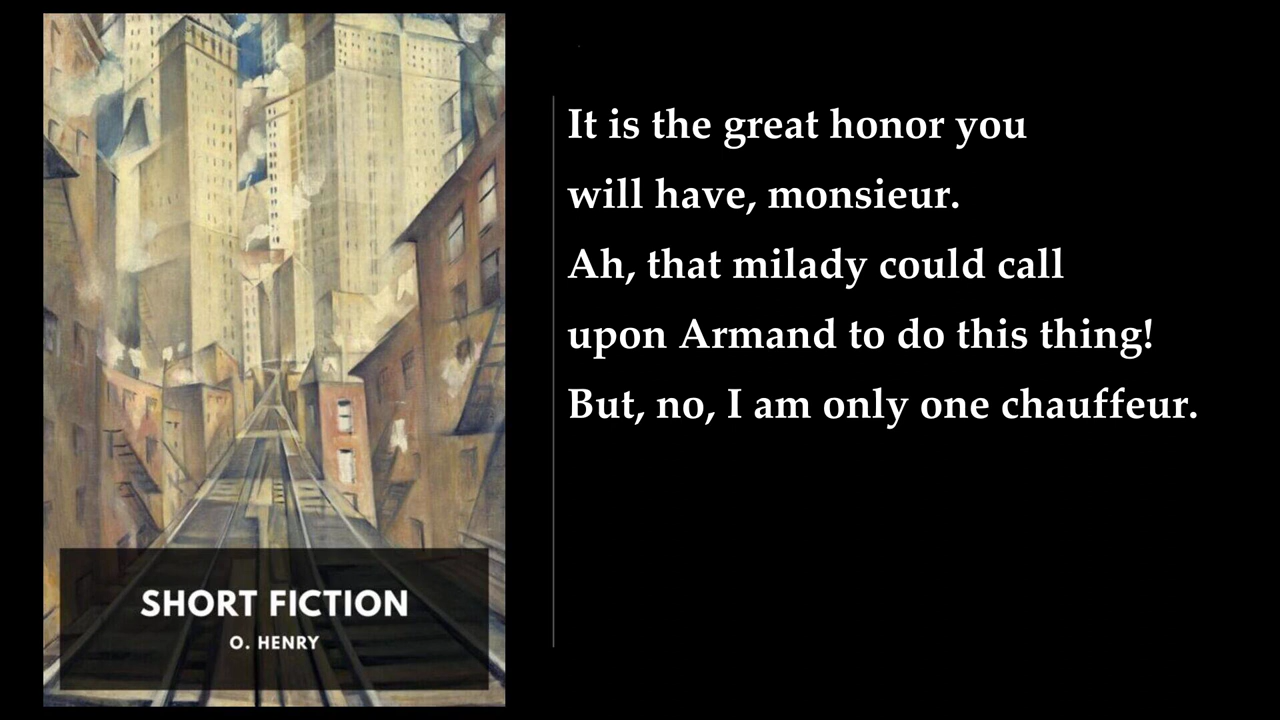 It is the great honor you
will have, monsieur.
Ah, that milady could call
upon Armand to do this thing!
But, no, I am only one chauffeur.
SHORT FICTION
O. HENRY